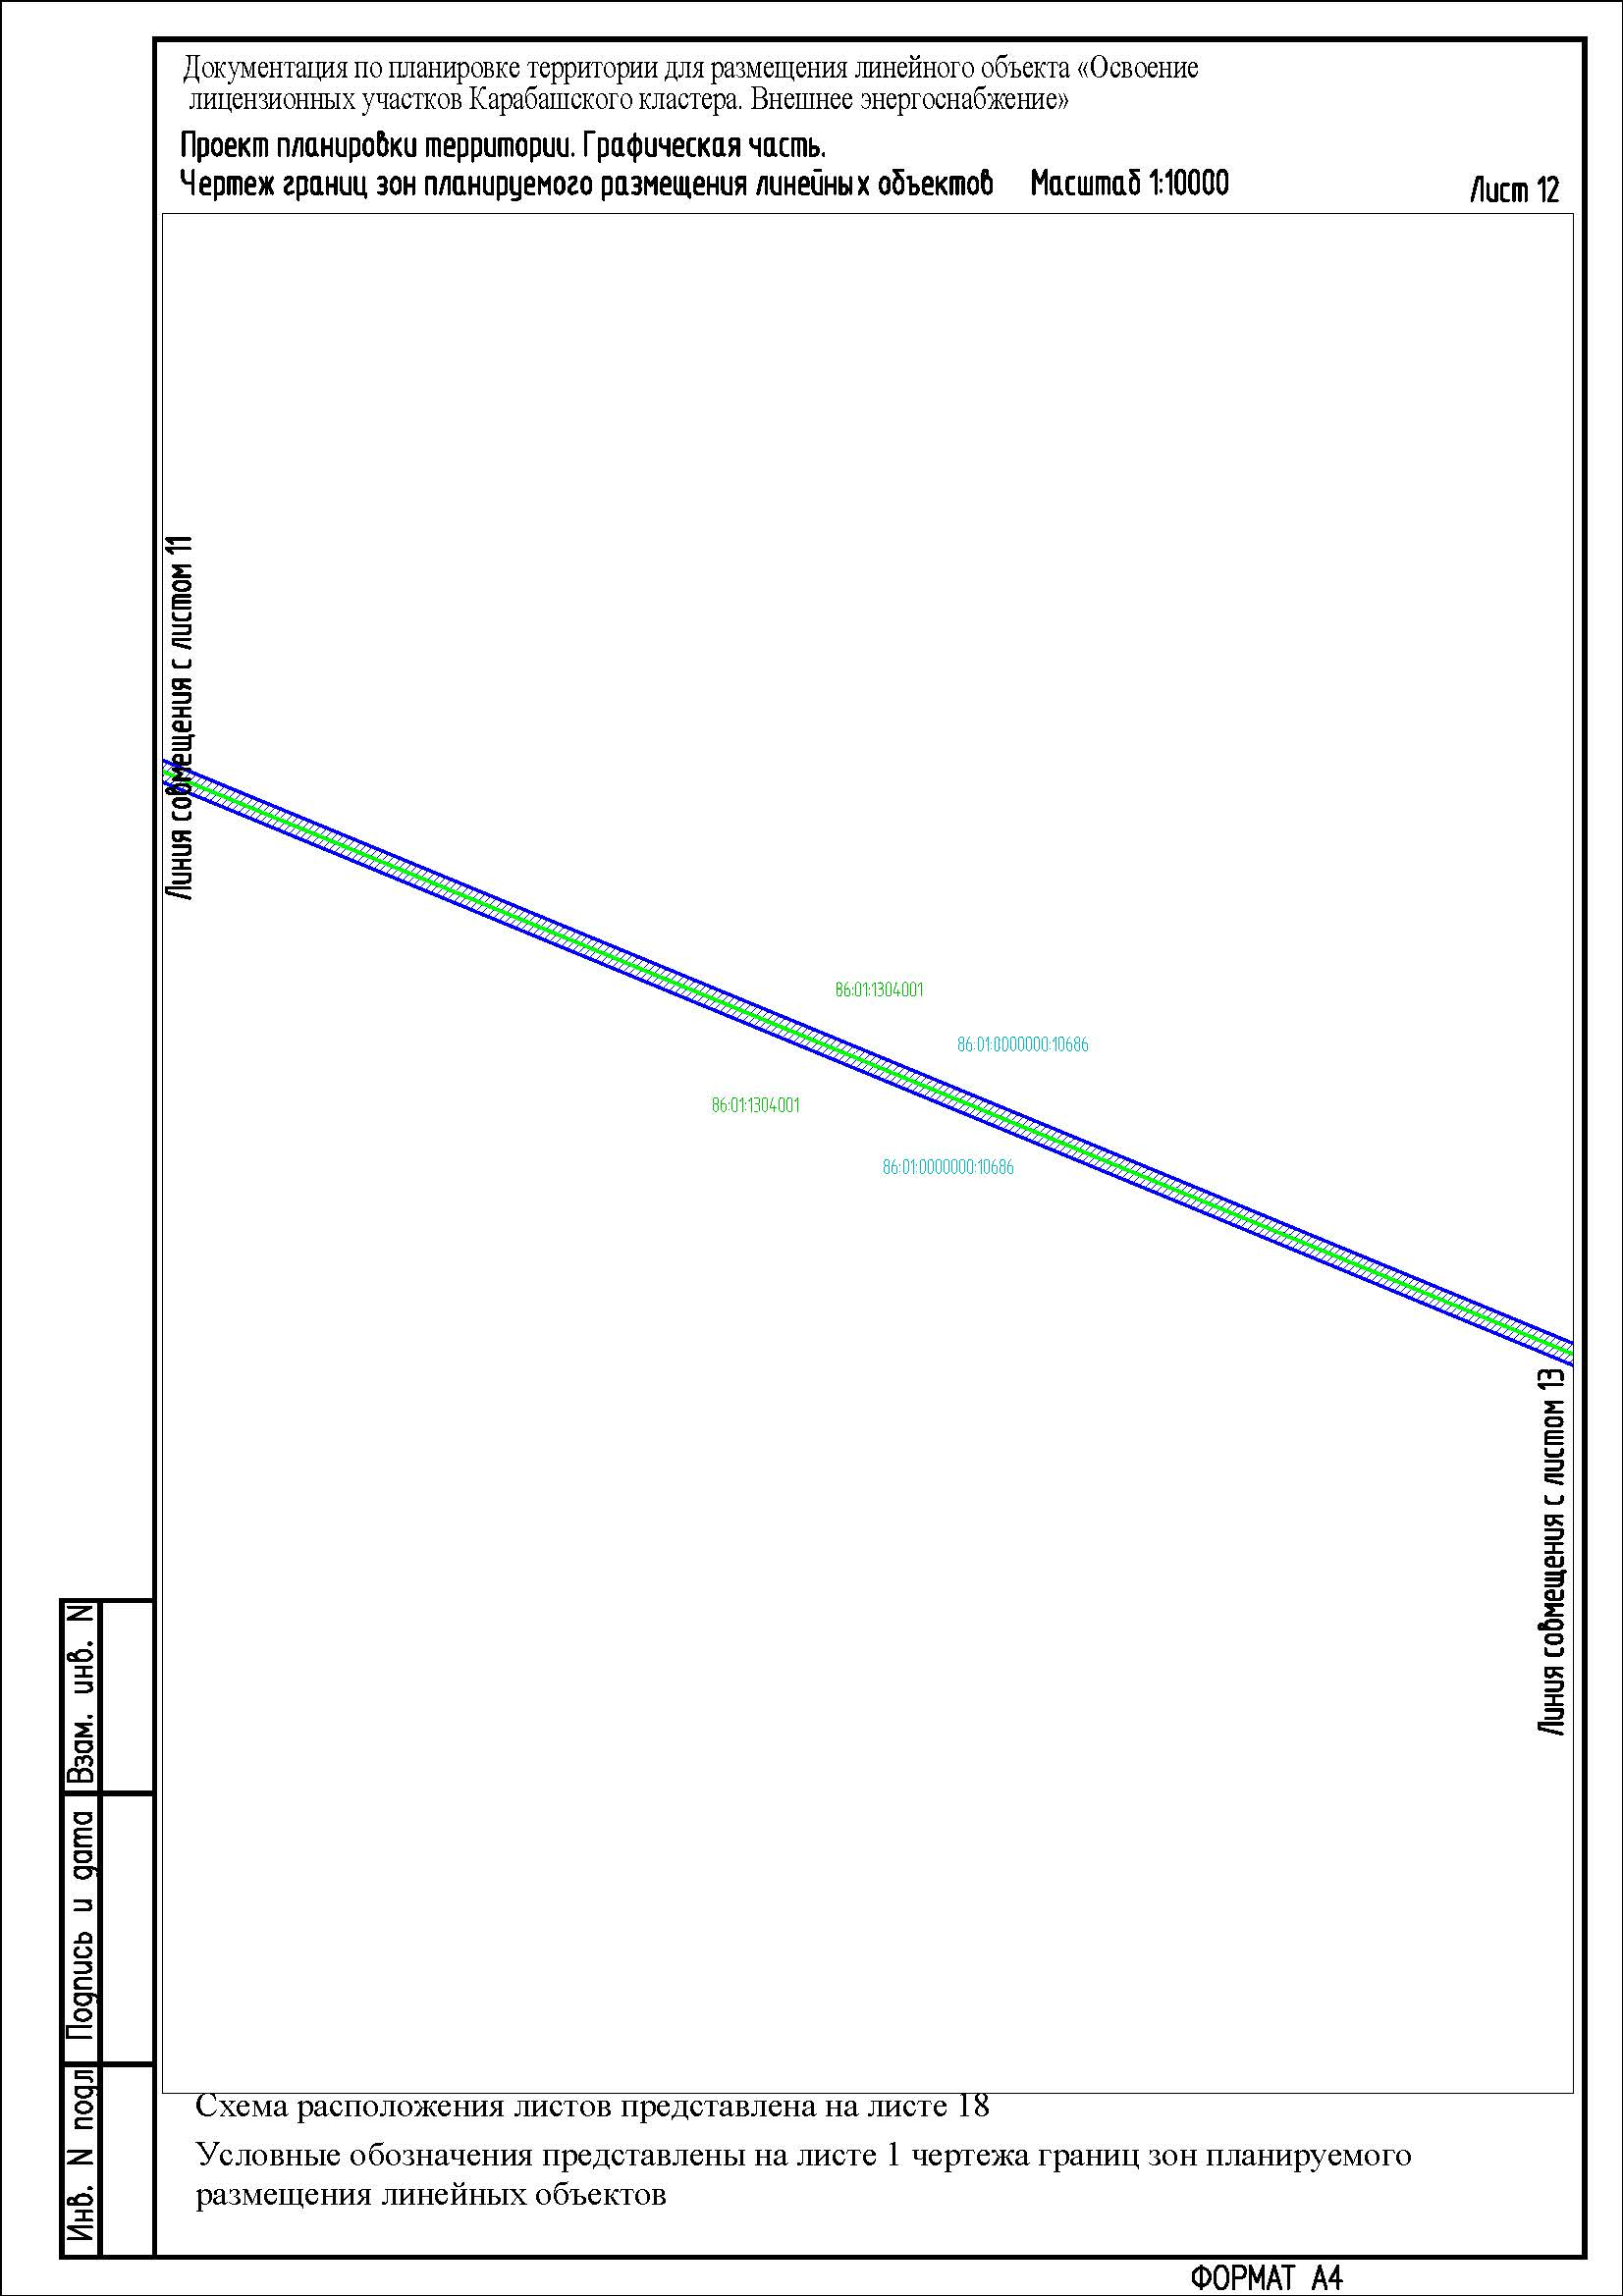 Документация по планировке территории для размещения линейного объекта «Освоение
лицензионных участков Карабашского кластера. Внешнее энергоснабжение»
Проект планировки территории. Графическая часть.
Чертеж границ зон планируемого размещения линейных объектов Масштаб 1:10000
Лист 12
Линия совмещения с листом 11
86:01:1304001
86:01:0000000:10686
86:01:1304001
86:01:0000000:10686
Линия совмещения с листом 13
Взам. инв. N
Подпись и дата
Инв. N подл
Схема расположения листов представлена на листе 18
Условные обозначения представлены на листе 1 чертежа границ зон планируемого
размещения линейных объектов
ФОРМАТ А4